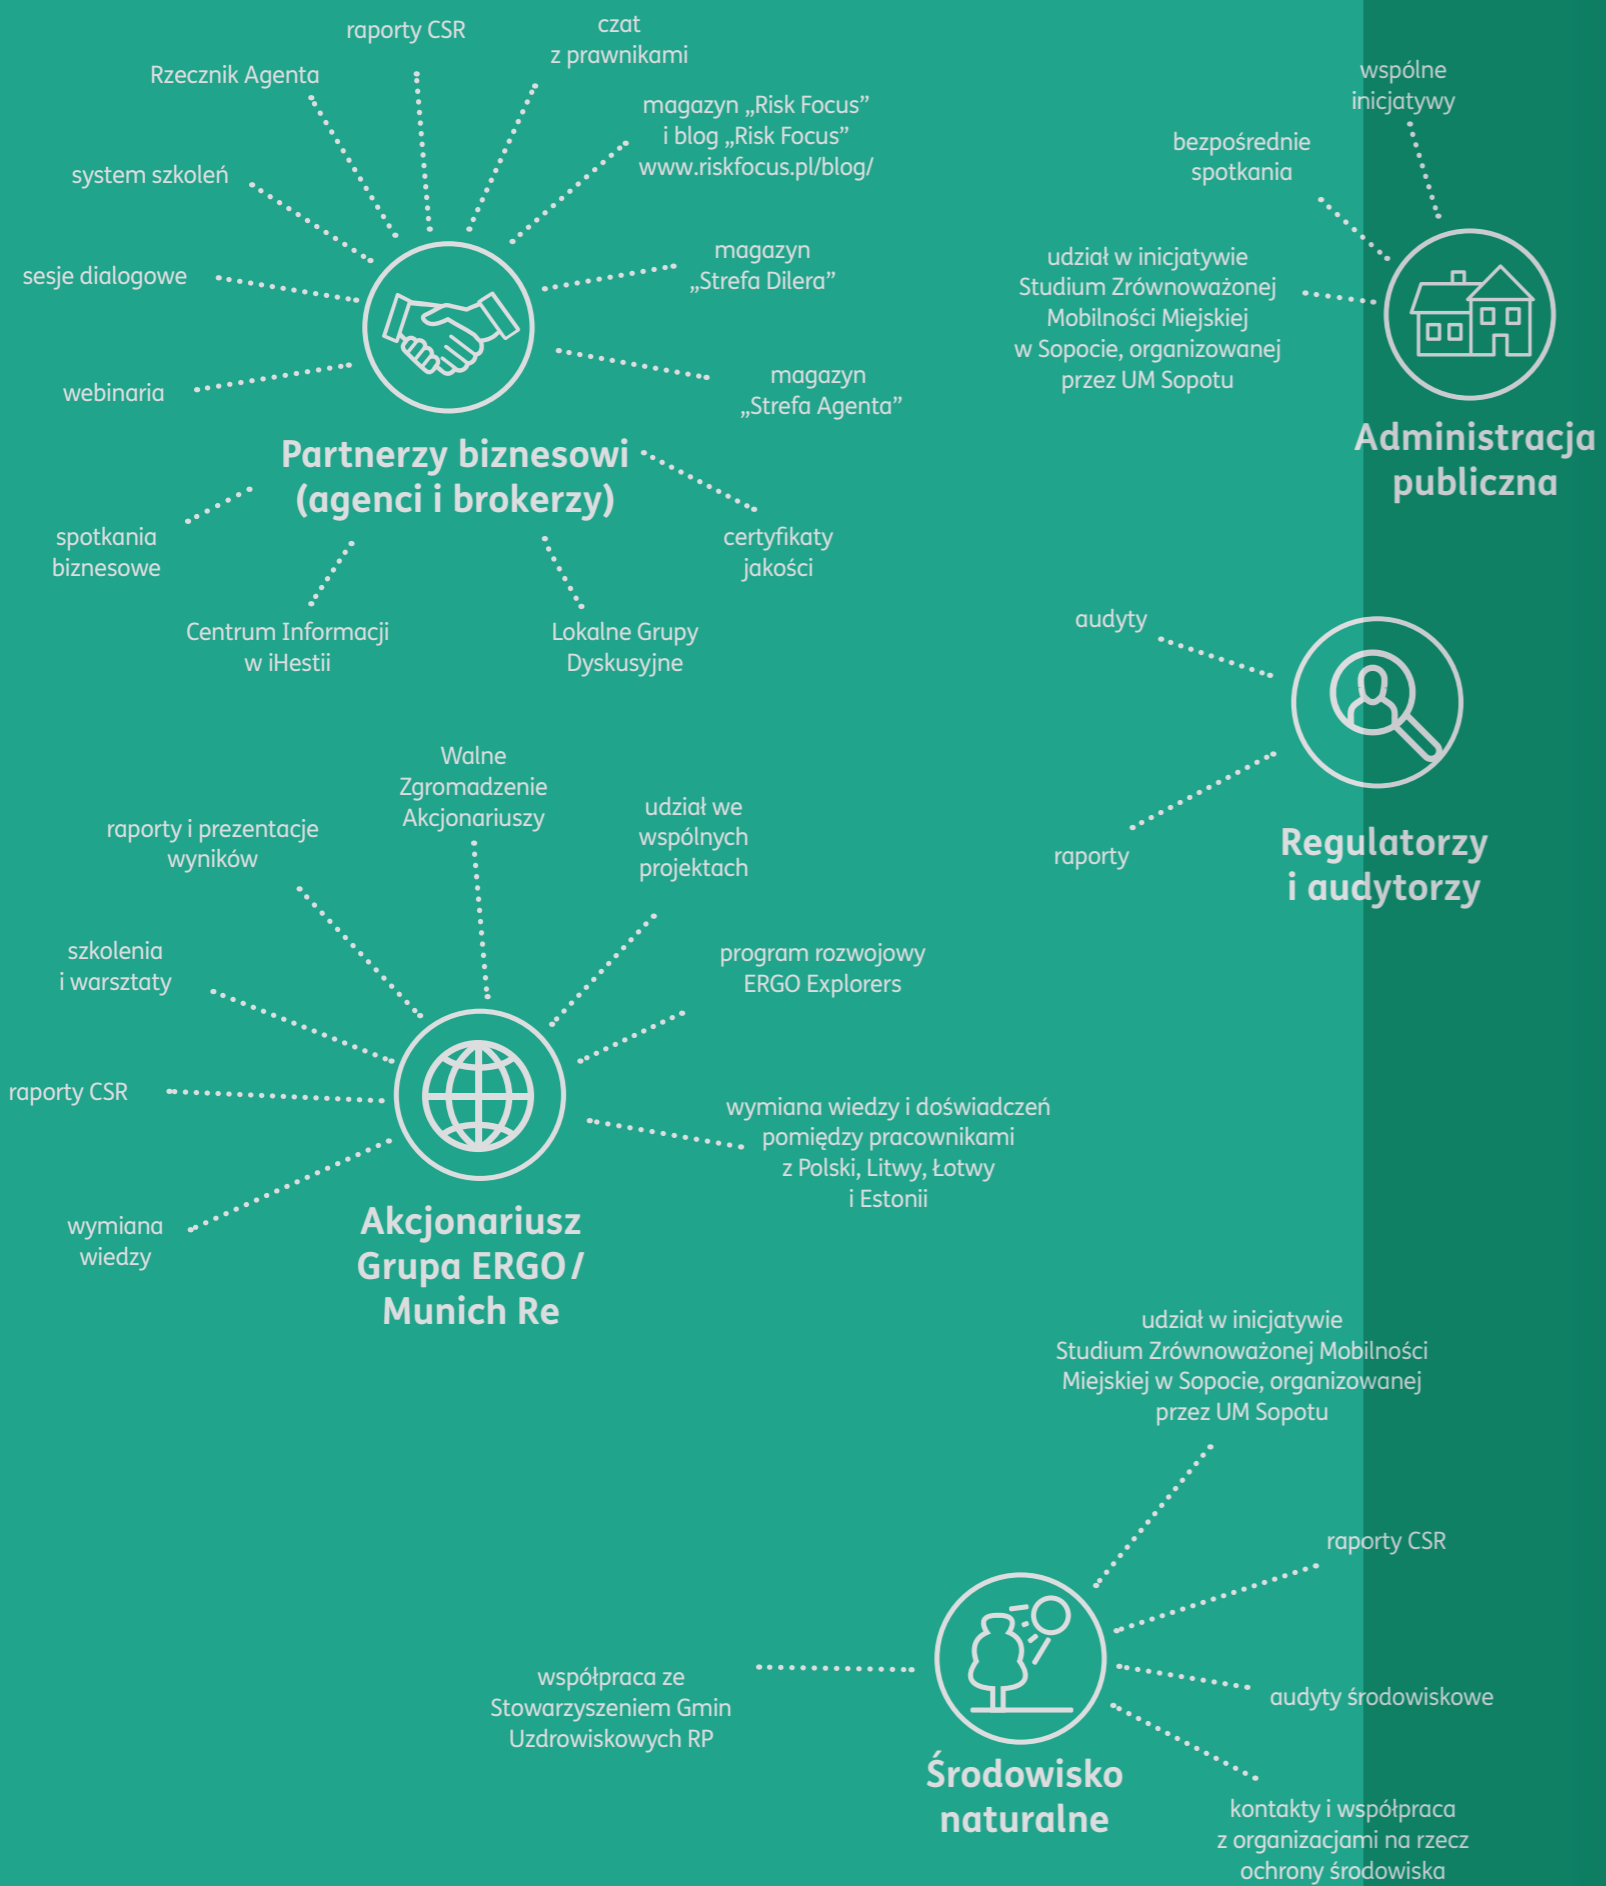 raporty CSR
czat
z prawnikami
Rzecznik Agenta
magazyn „Risk Focus”
i blog „Risk Focus”
www.riskfocus.pl/blog/
system szkoleń
sesje dialogowe
magazyn
„Strefa Dilera”
webinaria
magazyn
„Strefa Agenta”
Partnerzy biznesowi
(agenci i brokerzy)
spotkania
biznesowe
certyfikaty
jakości
Centrum Informacji
w iHestii
Lokalne Grupy
Dyskusyjne
wspólne
inicjatywy
bezpośrednie
spotkania
udział w inicjatywie
Studium Zrównoważonej
Mobilności Miejskiej
w Sopocie, organizowanej
przez UM Sopotu
Administracja
publiczna
audyty
raporty
Regulatorzy
i audytorzy
Walne
Zgromadzenie
Akcjonariuszy
udział we
wspólnych
projektach
raporty i prezentacje
wyników
szkolenia
i warsztaty
program rozwojowy
ERGO Explorers
raporty CSR
wymiana wiedzy i doświadczeń
pomiędzy pracownikami
z Polski, Litwy, Łotwy
i Estonii
wymiana
wiedzy
Akcjonariusz
Grupa ERGO/
Munich Re
udział w inicjatywie
Studium Zrównoważonej Mobilności
Miejskiej w Sopocie, organizowanej
przez UM Sopotu
raporty CSR
współpraca ze
Stowarzyszeniem Gmin
Uzdrowiskowych RP
audyty środowiskowe
Środowisko
naturalne
kontakty i współpraca
z organizacjami na rzecz
ochrony środowiska